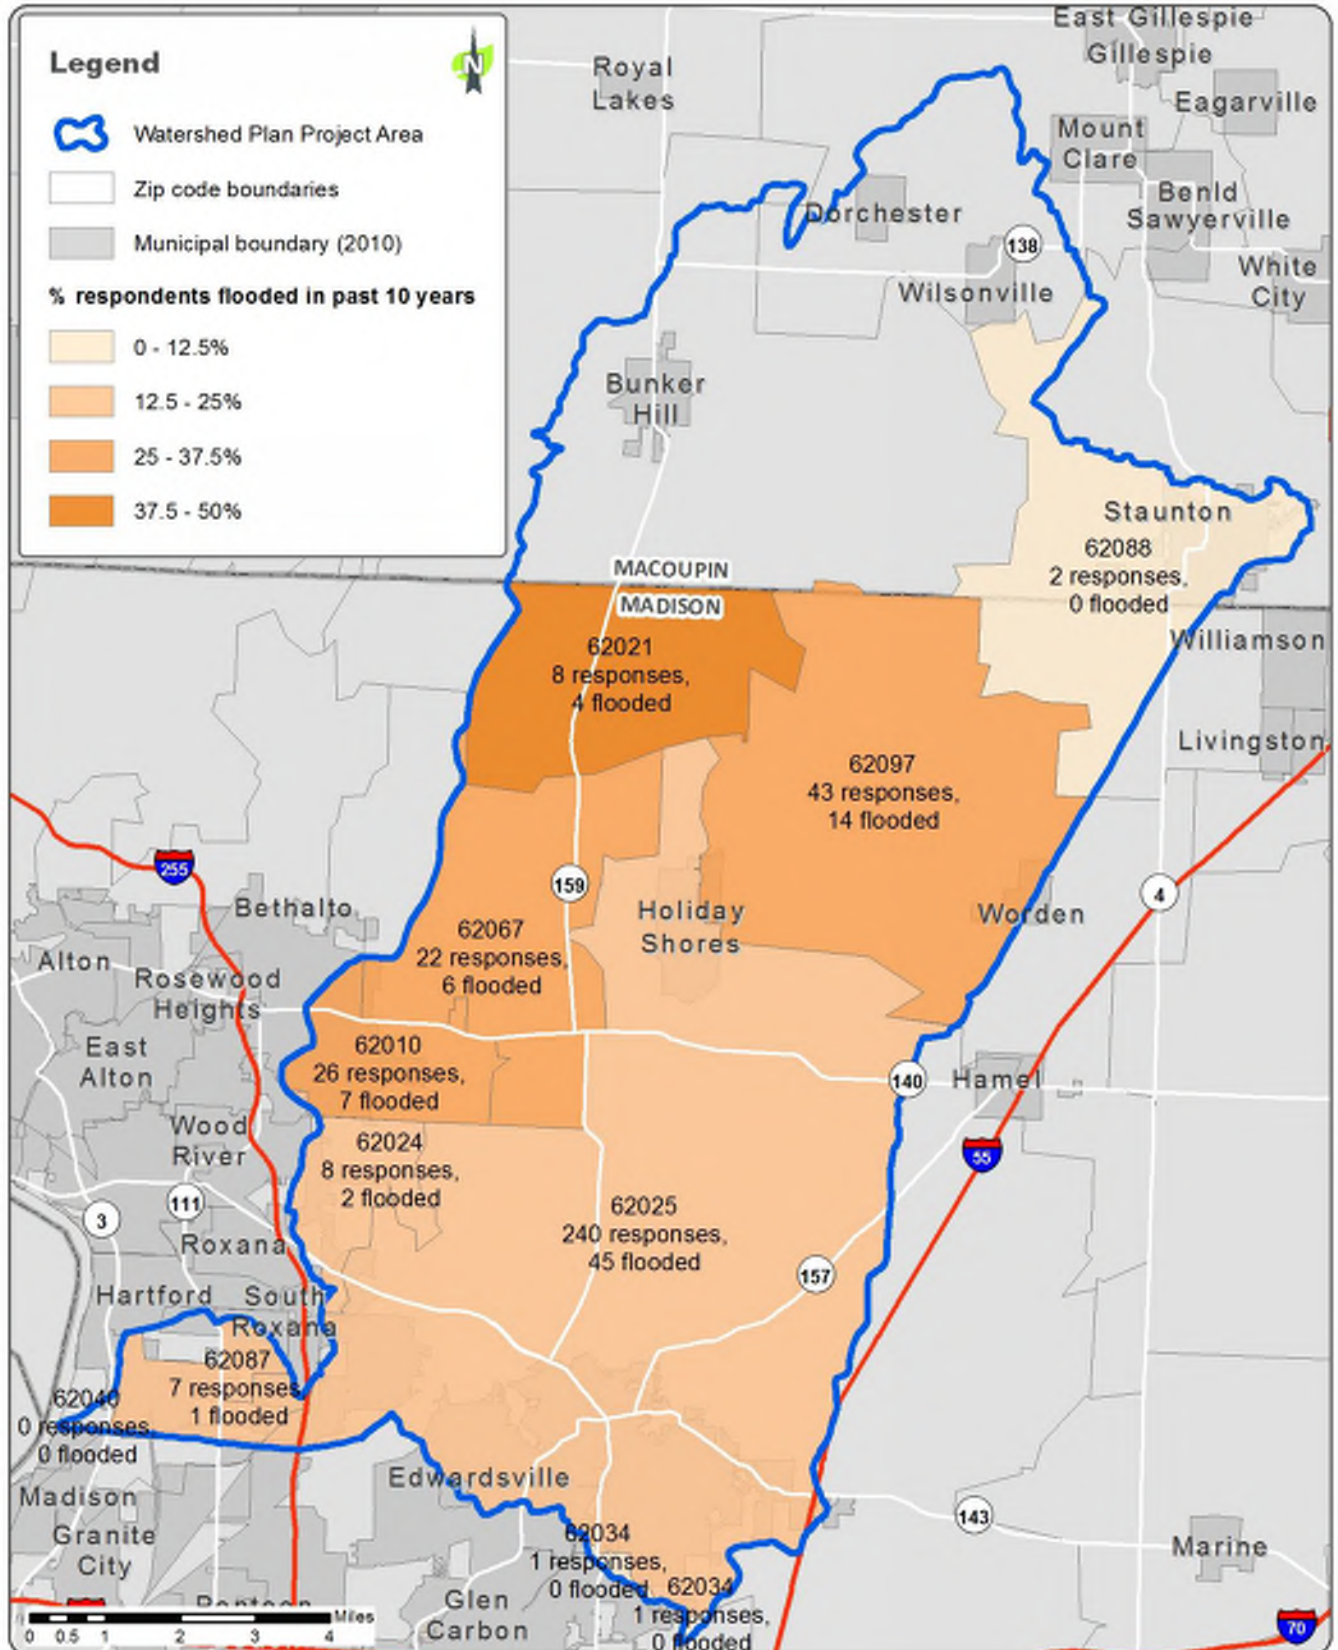 Legend
N
Watershed Plan Project Area
Zip code boundaries
Municipal boundary (2010)
% respondents flooded in past 10 years
0 - 12.5%
12.5 - 25%
25 - 37.5%
37.5 - 50%
Royal
Lakes
East Gillespie
Gillespie
Eagarville
Mount
Clare
Benld
Sawyerville
Dorchester
138
White
City
Wilsonville
Bunker
Hill
Staunton
62088
2 responses,
0 flooded
MACOUPIN
MADISON
Williamson
62021
8 responses,
4 flooded
Livingston
62097
43 responses,
14 flooded
255
159
4
Bethalto
Holiday
Shores
Worden
62067
22 responses,
6 flooded
Alton
Rosewood
Heights
East
Alton
62010
26 responses,
7 flooded
140
Hamel
Wood
River
62024
8 responses,
2 flooded
55
111
3
62025
240 responses,
45 flooded
Roxana
157
Hartford
South
Roxana
62087
7 responses
1 flooded
62040
0 responses,
0 flooded
Edwardsville
Madison
Granite
City
143
62034
1 responses,
0 flooded
Marine
62034
1 responses,
0 flooded
Glen
Carbon
70
Miles
0 0.5 1 2 3 4